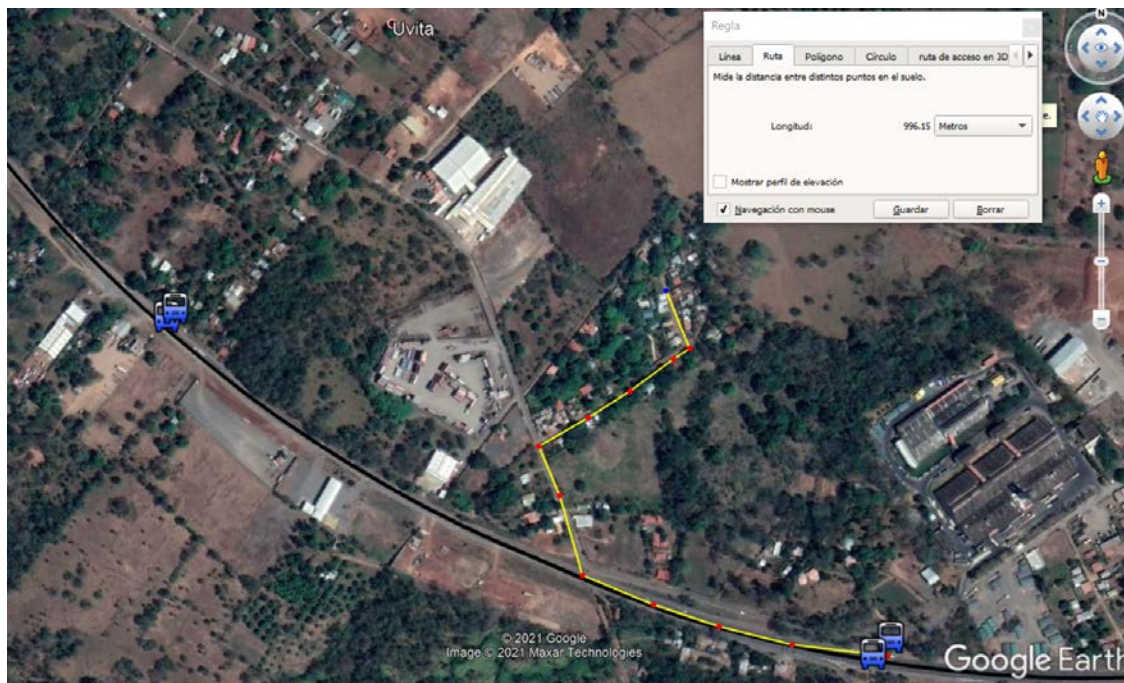 Uvita
Regla
Línea Ruta Polígono Círculo ruta de acceso en 3D
Mide la distancia entre distintos puntos en el suelo.
Longitud: 996.15 Metros
Mostrar perfil de elevación
Navegación con mouse Guardar Borrar
N
e.
© 2021 Google
Image © 2021 Maxar Technologies
Google Earth